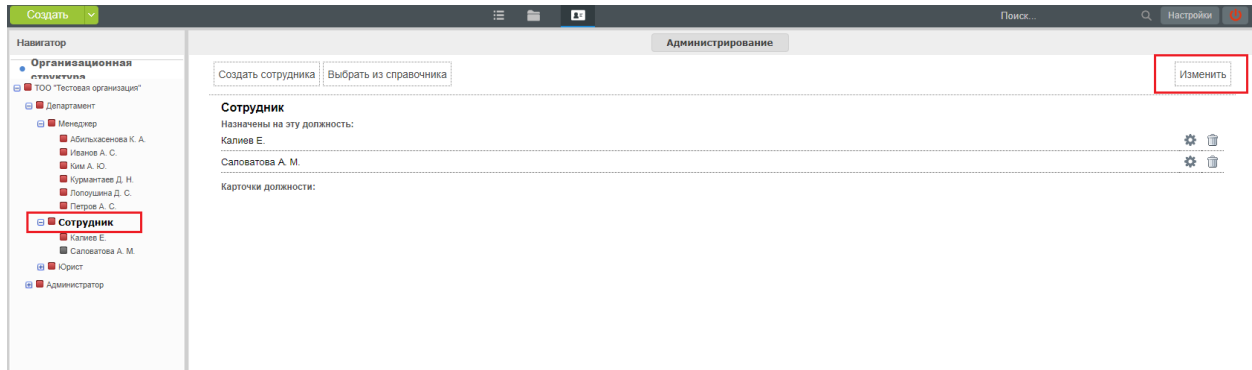 Создать
Поиск...
Настройки
Навигатор
Администрирование
Организационная
структура
ТОО "Тестовая организация"
Департамент
Менеджер
Абильхасенова К. А.
Иванов А. С.
Ким А. Ю.
Курмантаев Д. Н.
Лопоушина Д. С.
Петров А. С.
Сотрудник
Калиев Е.
Саповатова А. М.
Юрист
Администратор
Создать сотрудника
Выбрать из справочника
Изменить
Сотрудник
Назначены на эту должность:
Калиев Е.
Саповатова А. М.
Карточки должности: